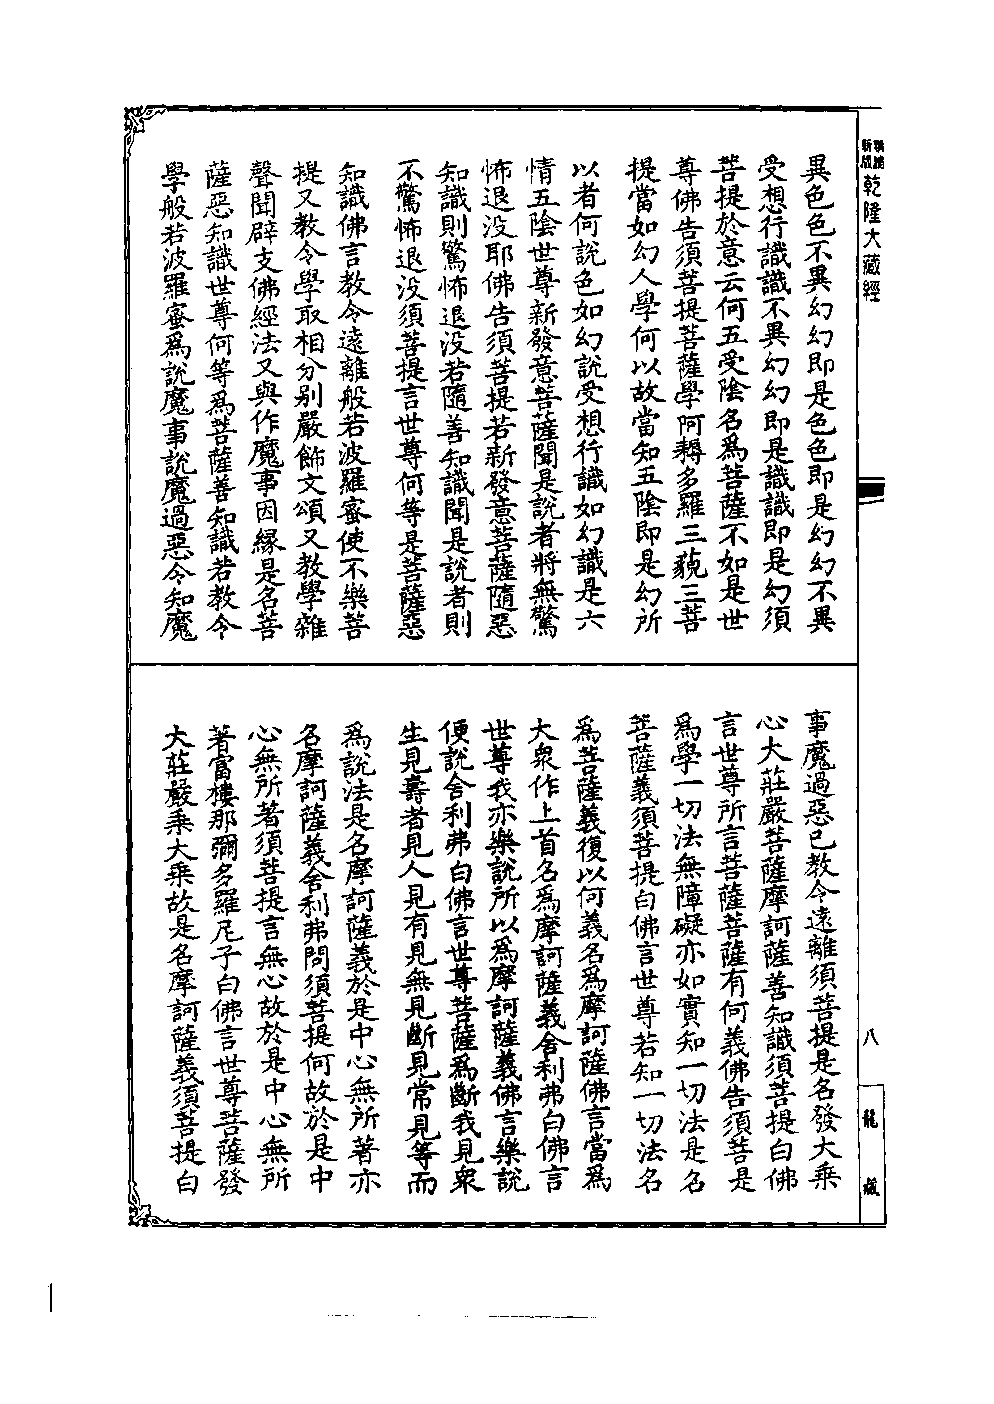 乾隆大藏經
異色色不異幻幻即是色色即是幻幻不異
受想行識識不異幻幻即是識識即是幻須
菩提於意云何五受陰名爲菩薩不如是世
尊佛告須菩提菩薩學阿耨多羅三藐三菩
提當如幻人學何以故當知五陰即是幻所
以者何說色如幻說受想行識如幻識是六
情五陰世尊新發意菩薩聞是說者將無驚
怖退没耶佛告須菩提若新發意菩薩隨惡
知識則驚怖退没若隨善知識聞是說者則
不驚怖退没須菩提言世尊何等是菩薩惡
知識佛言教令遠離般若波羅蜜使不樂菩
提又教令學取相分别嚴飾文頌又教學雜
聲聞辟支佛經法又與作魔事因緣是名菩
薩惡知識世尊何等爲菩薩善知識若教令
學般若波羅蜜爲說魔事說魔過惡令知魔
事魔過惡已教令遠離須菩提是名發大乘
心大莊嚴菩薩摩訶薩善知識須菩提白佛
言世尊所言菩薩菩薩有何義佛告須菩是
爲學一切法無障礙亦如實知一切法是名
菩薩義須菩提白佛言世尊若知一切法名
爲菩薩義復以何義名爲摩訶薩佛言當爲
大衆作上首名爲摩訶薩義舍利弗白佛言
世尊我亦樂說所以爲摩訶薩義佛言樂說
便說舍利弗白佛言世尊菩薩爲斷我見衆
生見壽者見人見有見無見斷見常見等而
爲說法是名摩訶薩義於是中心無所著亦
名摩訶薩義舍利弗問須菩提何故於是中
心無所著須菩提言無心故於是中心無所
著富樓那彌多羅尼子白佛言世尊菩薩發
大莊嚴乘大乘故是名摩訶薩義須菩提白
八
龍藏